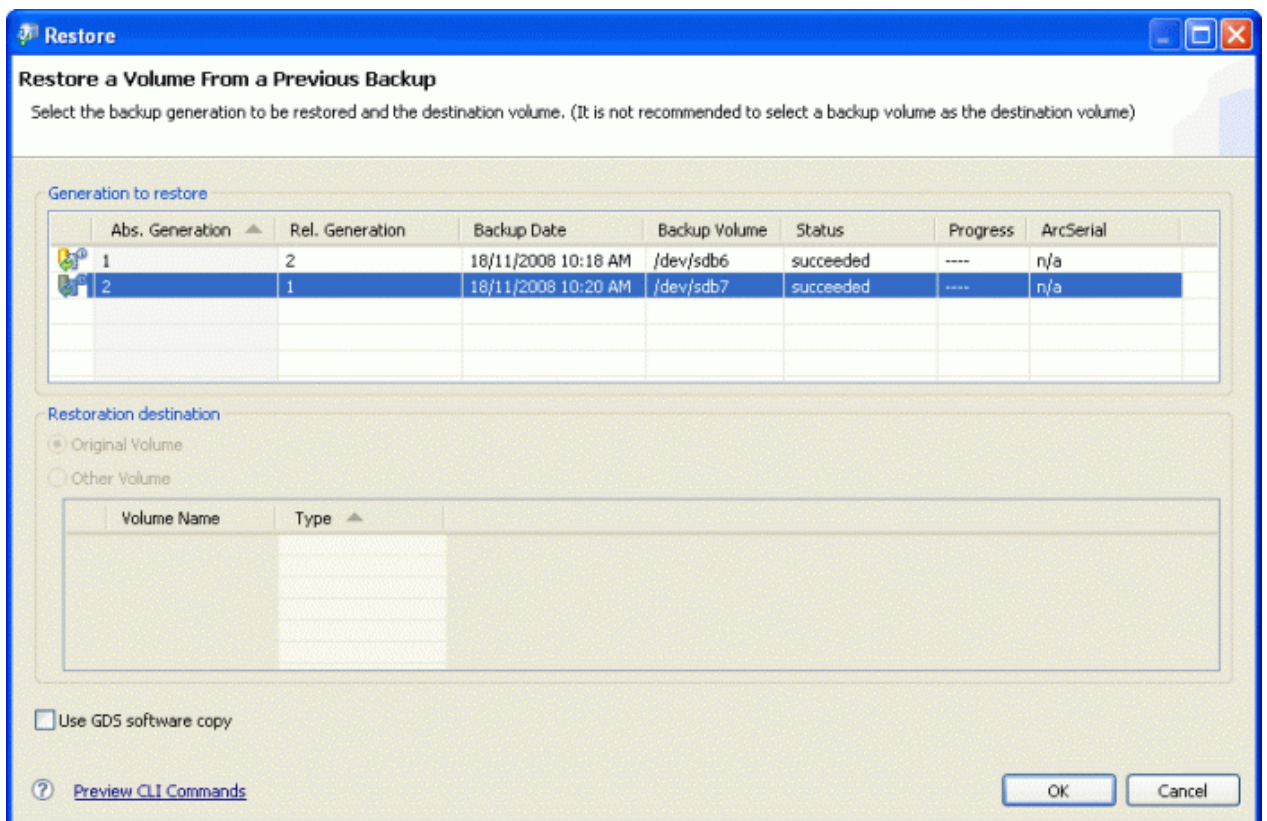 Restore
Restore a Volume From a Previous Backup
Select the backup generation to be restored and the destination volume. (It is not recommended to select a backup volume as the destination volume)
Generation to restore
Abs. Generation Rel. Generation Backup Date Backup Volume Status Progress ArcSerial
1 2 18/11/2008 10:18 AM /dev/sdb6 succeeded ---- n/a
2 1 18/11/2008 10:20 AM /dev/sdb7 succeeded ---- n/a
Restoration destination
Original Volume
Other Volume
Volume Name Type
Use GDS software copy
? Preview CLI Commands OK Cancel